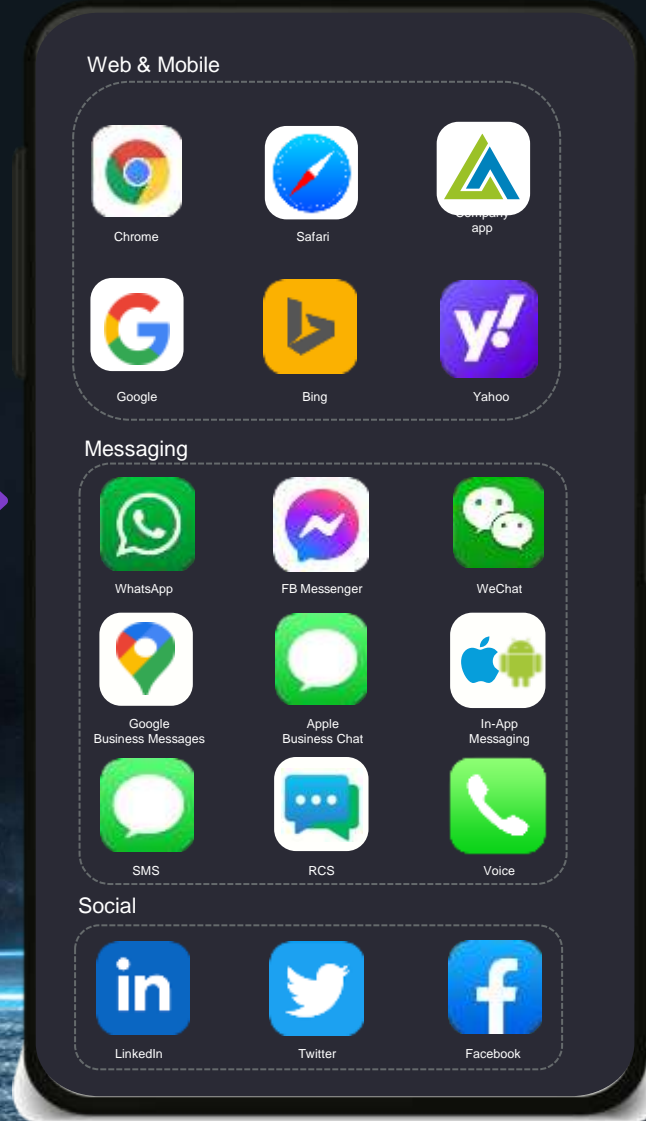 Web & Mobile
Chrome
Safari
Company
app
y!
Google
Bing
Yahoo
Messaging
WhatsApp
FB Messenger
WeChat
Google
Business Messages
Apple
Business Chat
In-App
Messaging
SMS
RCS
Voice
Social
in
LinkedIn
Twitter
Facebook